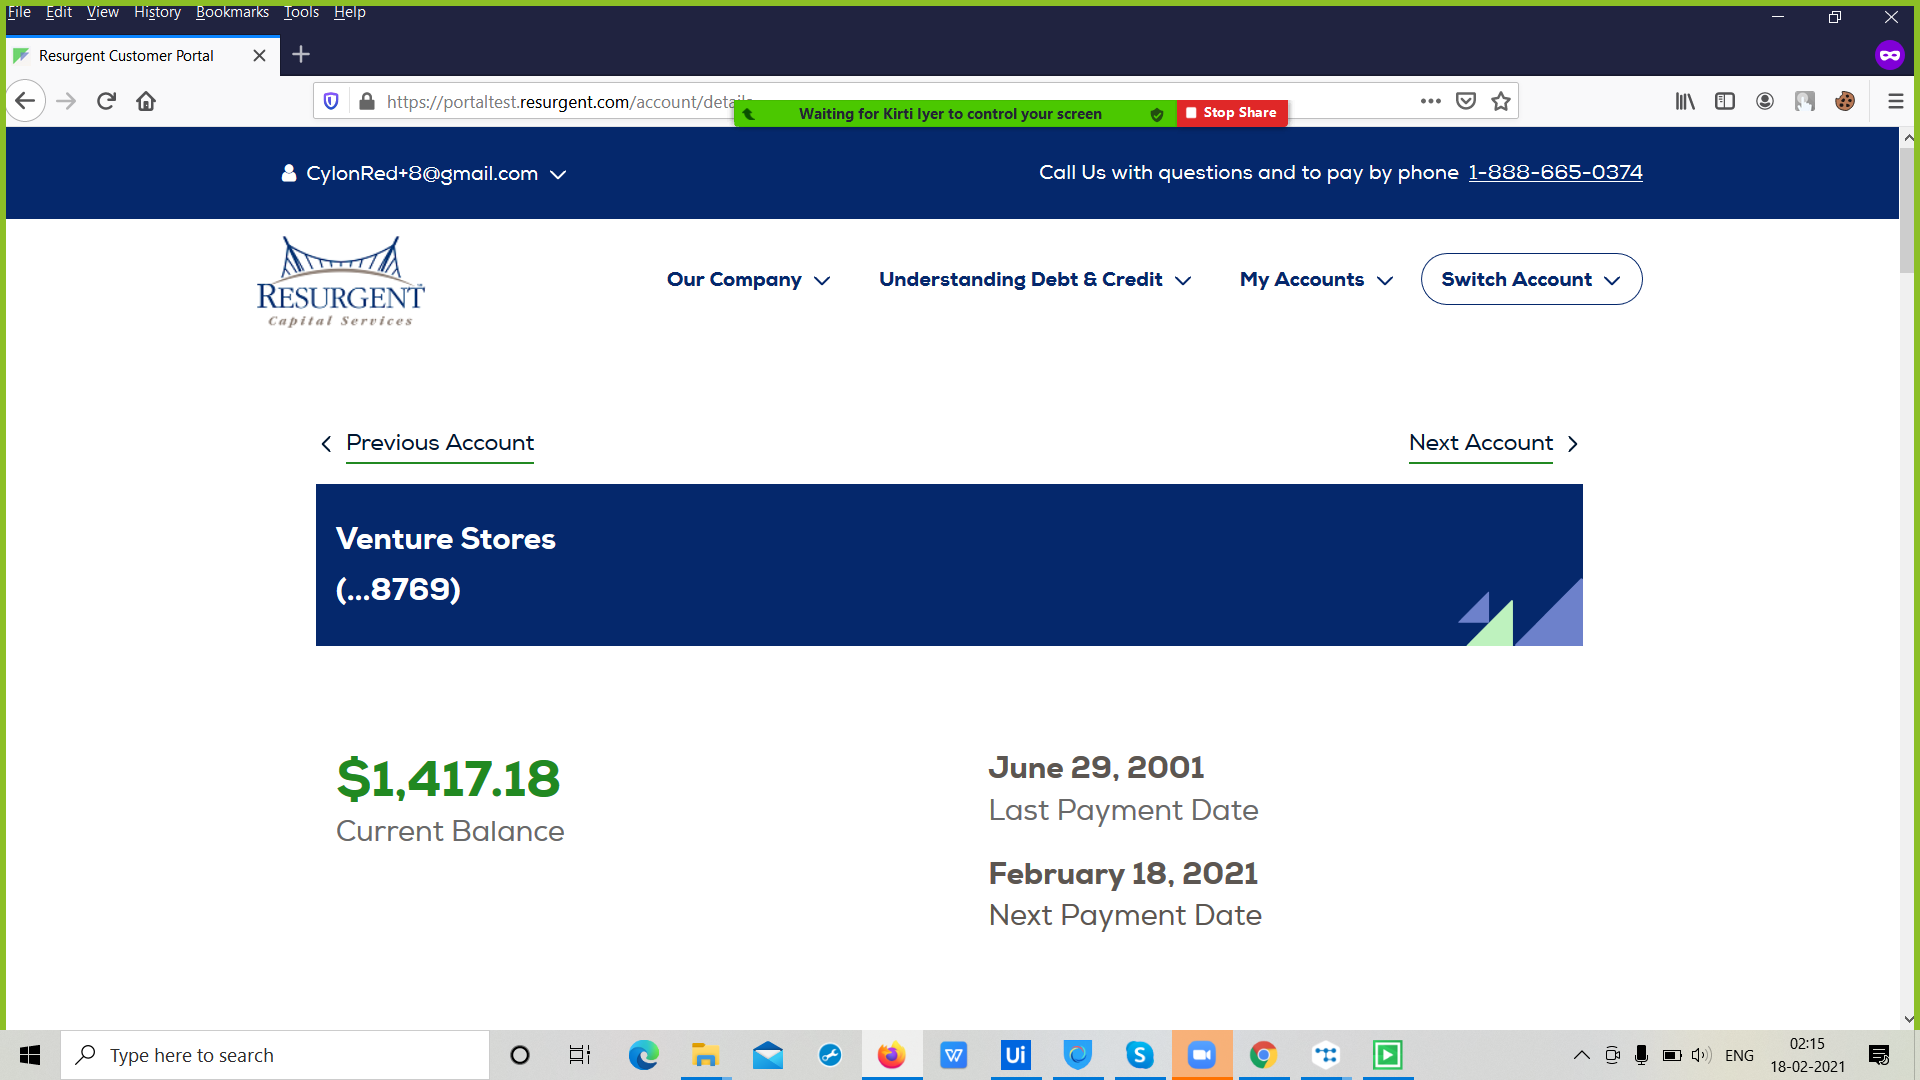 File Edit View History Bookmarks Tools Help
Resurgent Customer Portal
https://portaltest.resurgent.com/account/details
Waiting for Kirti Iyer to control your screen
Stop Share
CylonRed+8@gmail.com
Call Us with questions and to pay by phone 1-888-665-0374
RESURGENT
Capital Services
Our Company
Understanding Debt & Credit
My Accounts
Switch Account
Previous Account
Next Account
Venture Stores
(...8769)
$1,417.18
Current Balance
June 29, 2001
Last Payment Date
February 18, 2021
Next Payment Date
Type here to search
W
Ui
S
ENG
02:15
18-02-2021